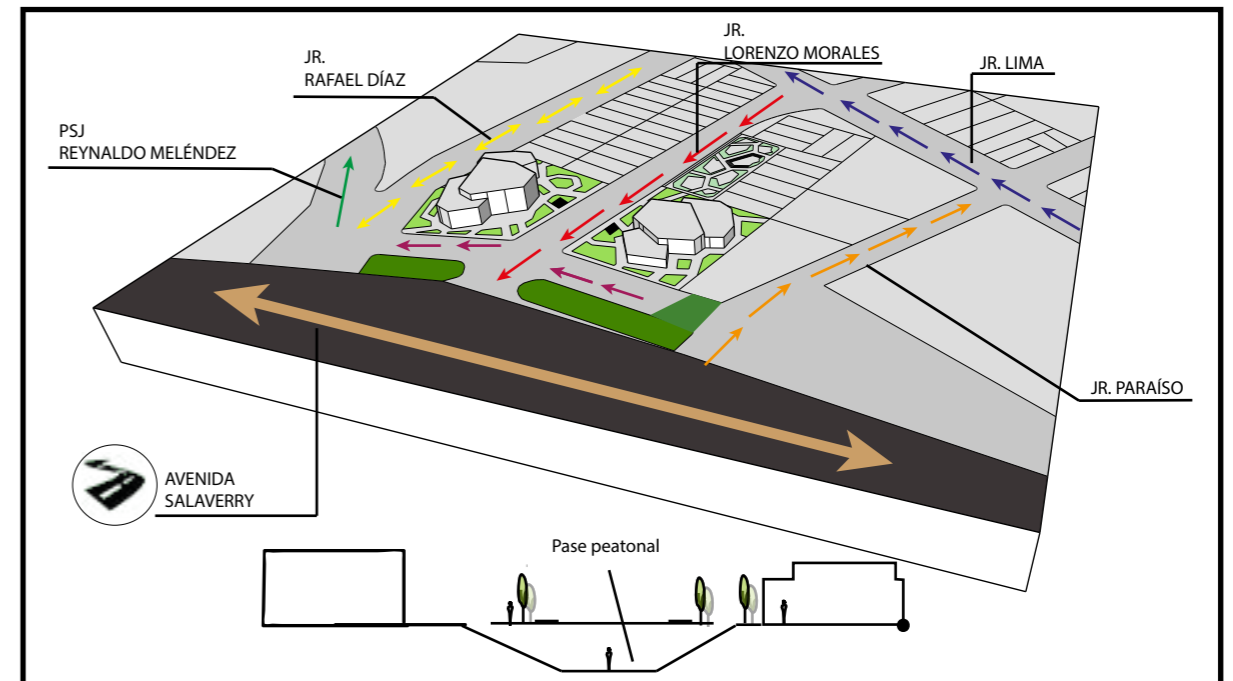 JR.
RAFAEL DÍAZ
JR.
LORENZO MORALES
JR. LIMA
PSJ
REYNALDO MELÉNDEZ
JR. PARAÍSO
AVENIDA
SALAVERRY
Pase peatonal